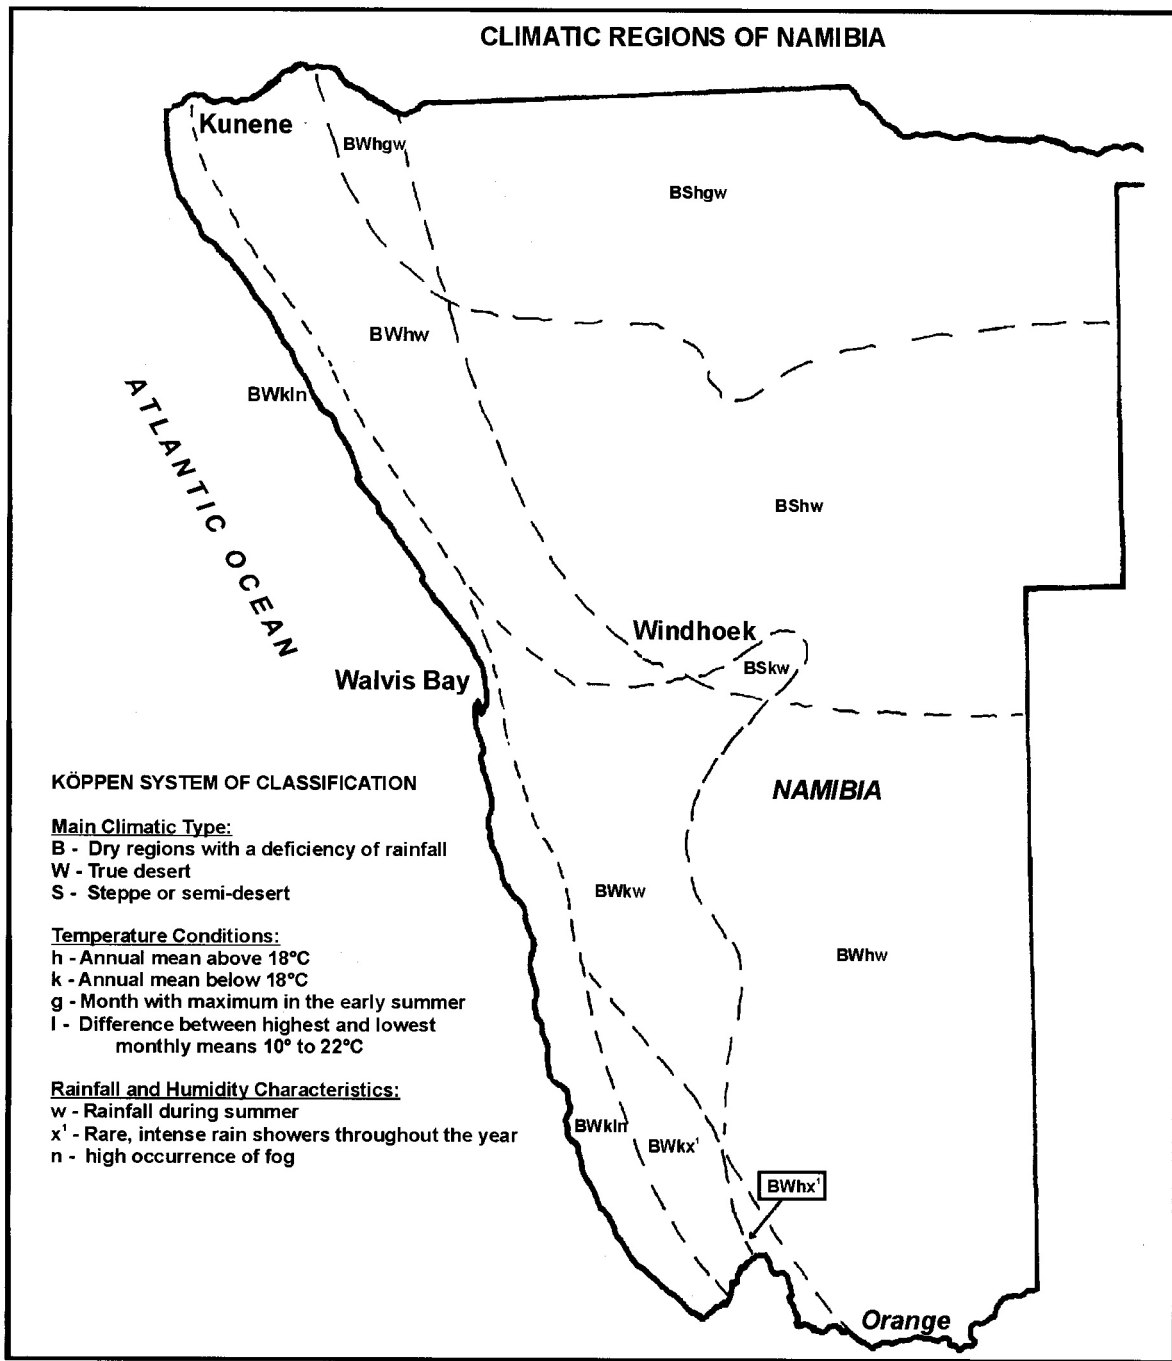 CLIMATIC REGIONS OF NAMIBIA
Kunene
BWhgw
BShgw
BWhw
BWkln
ATLANTIC OCEAN
BShw
Windhoek
BSkw
Walvis Bay
NAMIBIA
KÖPPEN SYSTEM OF CLASSIFICATION
Main Climatic Type:
B - Dry regions with a deficiency of rainfall
W - True desert
S - Steppe or semi-desert
Temperature Conditions:
h - Annual mean above 18ºC
k - Annual mean below 18ºC
g - Month with maximum in the early summer
l - Difference between highest and lowest
monthly means 10º to 22ºC
Rainfall and Humidity Characteristics:
w - Rainfall during summer
x¹ - Rare, intense rain showers throughout the year
n - high occurrence of fog
BWkw
BWhw
BWkln
BWkx¹
BWhx¹
Orange